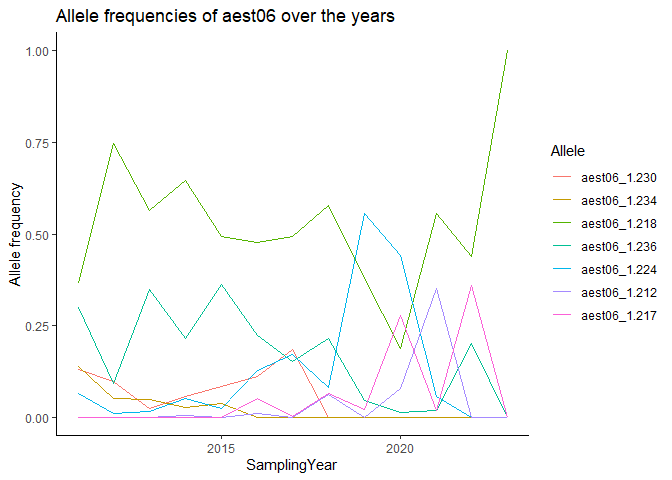 Allele frequencies of aest06 over the years
1.00
0.75
0.50
0.25
0.00
Allele frequency
2015
2020
SamplingYear
Allele
aest06_1.230
aest06_1.234
aest06_1.218
aest06_1.236
aest06_1.224
aest06_1.212
aest06_1.217